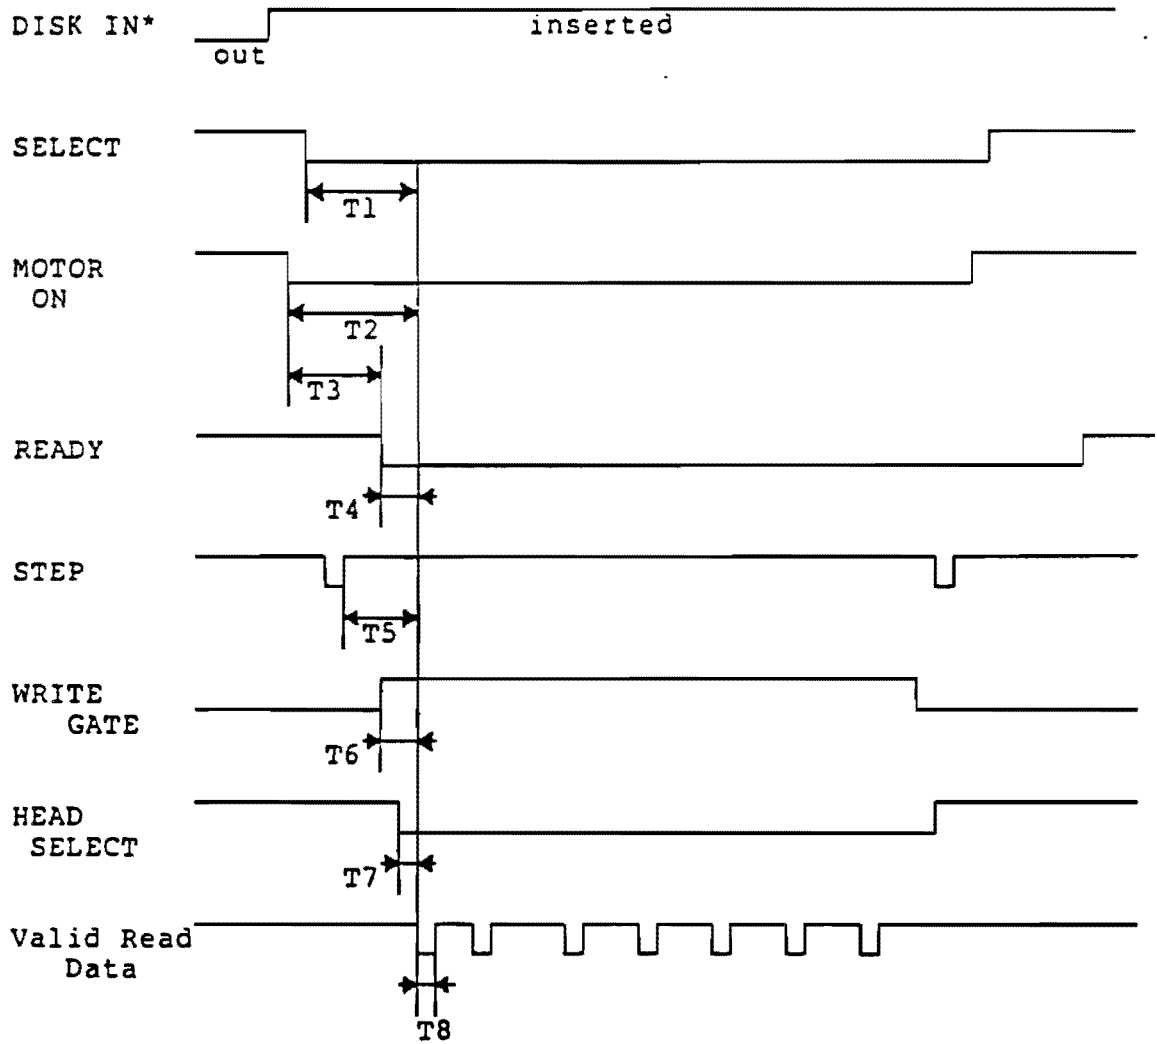 DISK IN*
inserted
out
SELECT
T1
MOTOR
ON
T2
T3
READY
T4
STEP
T5
WRITE
GATE
T6
HEAD
SELECT
T7
Valid Read
Data
T8